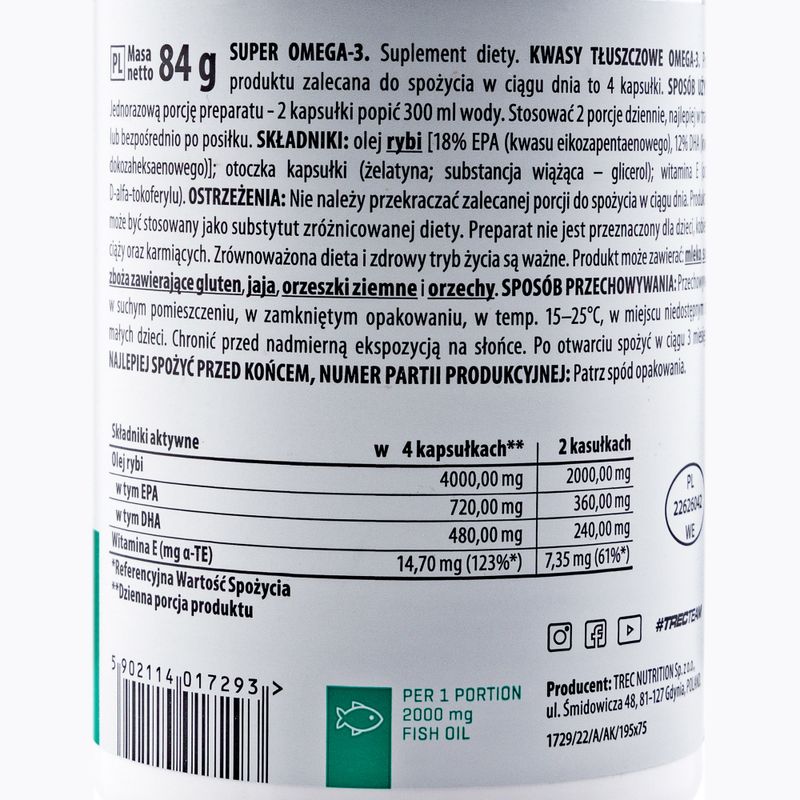 PL Masa netto 84 g SUPER OMEGA-3. Suplement diety. KWASY TŁUSZCZOWE OMEGA-3.
produktu zalecana do spożycia w ciągu dnia to 4 kapsułki. SPOSÓB
Jednorazową porcję preparatu – 2 kapsułki popić 300 ml wody. Stosować 2 porcje dziennie, najlepiej w
lub bezpośrednio po posiłku. SKŁADNIKI: olej rybi [18% EPA (kwasu eikozapentaenowego), 12% DHA
dokozaheksaenowego)]; otoczka kapsułki (żelatyna; substancja wiążąca – glicerol); witamina E
D-alfa-tokoferylu). OSTRZEŻENIA: Nie należy przekraczać zalecanej porcji do spożycia w ciągu dnia. Produkt
może być stosowany jako substytut zróżnicowanej diety. Preparat nie jest przeznaczony dla dzieci,
ciąży oraz karmiących. Zrównoważona dieta i zdrowy tryb życia są ważne. Produkt może zawierać: mleko,
zboża zawierające gluten, jaja, orzeszki ziemne i orzechy. SPOSÓB PRZECHOWYWANIA:
w suchym pomieszczeniu, w zamkniętym opakowaniu, w temp. 15–25°C, w miejscu niedostępnym
małych dzieci. Chronić przed nadmierną ekspozycją na słońce. Po otwarciu spożyć w ciągu 3
NAJLEPIEJ SPOŻYĆ PRZED KOŃCEM, NUMER PARTII PRODUKCYJNEJ: Patrz spód opakowania.
Składniki aktywne w 4 kapsułkach** 2 kasułkach
Olej rybi 4000,00 mg 2000,00 mg
w tym EPA 720,00 mg 360,00 mg
w tym DHA 480,00 mg 240,00 mg
Witamina E (mg α-TE) 14,70 mg (123%*) 7,35 mg (61%*)
*Referencyjna Wartość Spożycia
**Dzienna porcja produktu
PL
22626042
WE
#TRECTEAM
5 902114 017293 >
PER 1 PORTION
2000 mg
FISH OIL
Producent: TREC NUTRITION Sp. z o.o.
ul. Śmidowicza 48, 81-127 Gdynia, POLAND
1729/22/A/AK/195x75